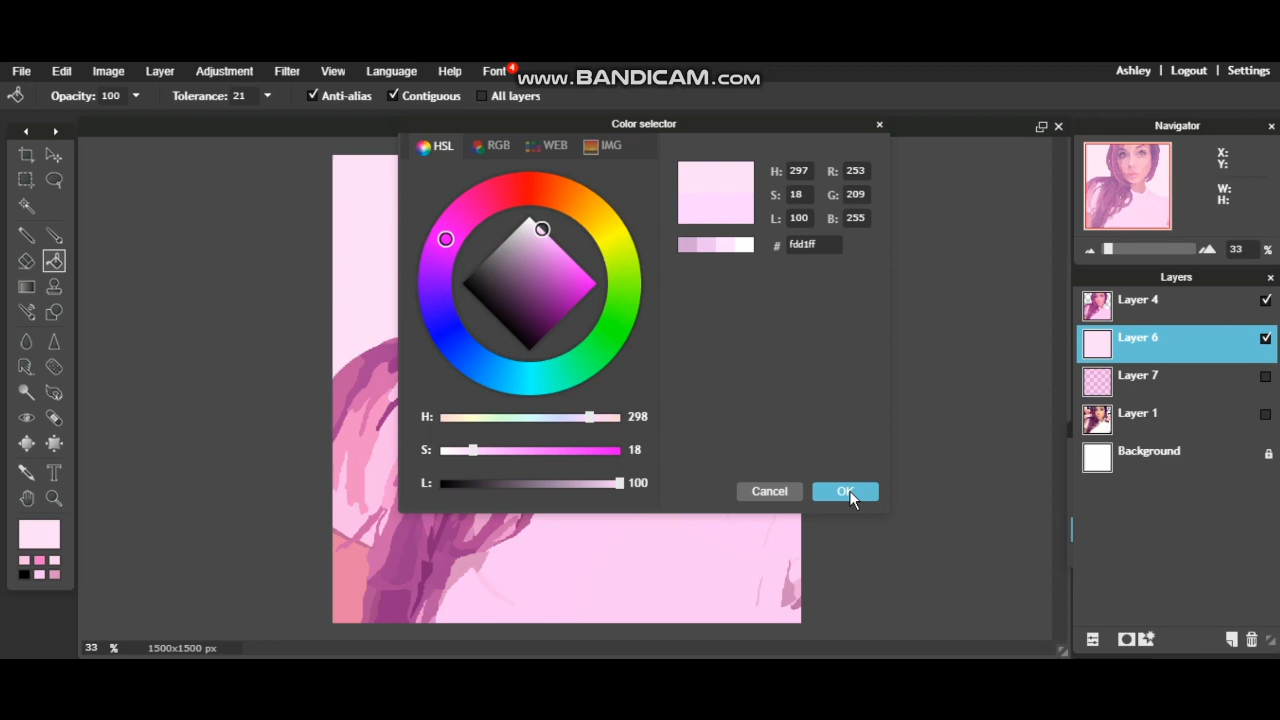 File Edit Image Layer Adjustment Filter View Language Help Font 4 www.BANDICAM.com Ashley | Logout | Settings
Opacity: 100 Tolerance: 21 Anti-alias Contiguous All layers
Color selector
Navigator
HSL RGB WEB IMG
X:
Y:
W:
H:
H: 297 R: 253
S: 18 G: 209
L: 100 B: 255
# fdd1ff
33 %
Layers
Layer 4
Layer 6
Layer 7
Layer 1
Background
H: 298
S: 18
L: 100
Cancel OK
33 % 1500x1500 px